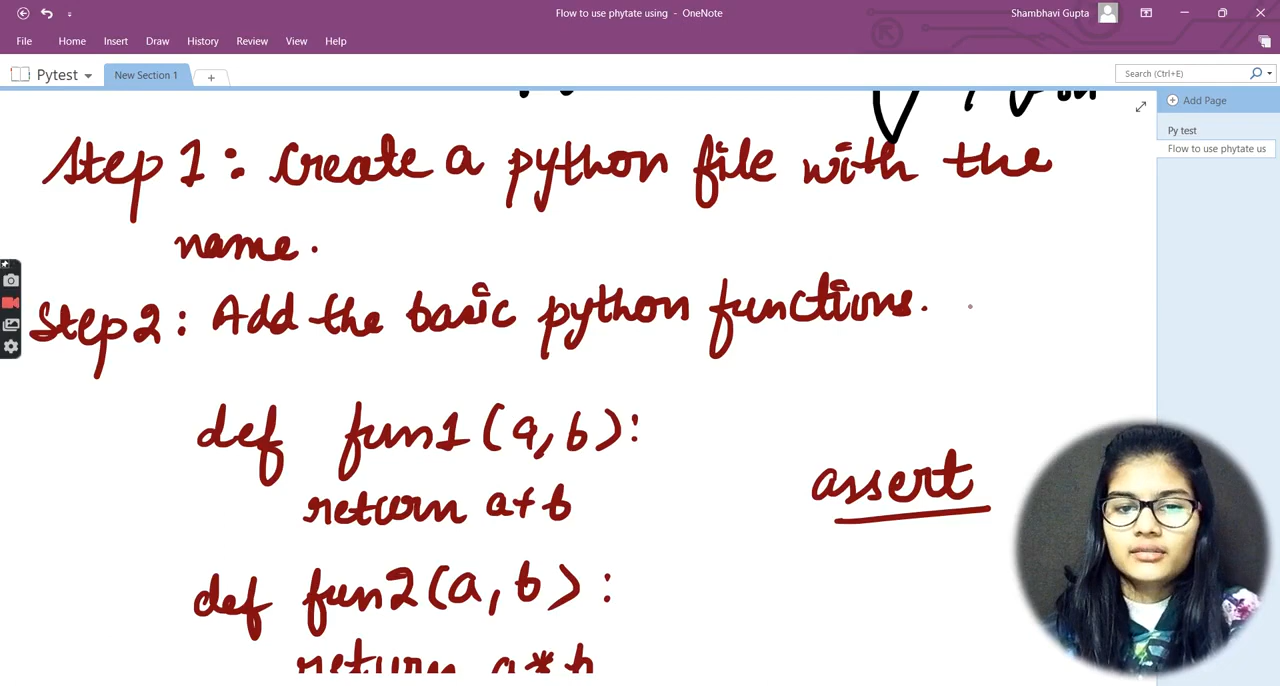 Flow to use phytate using - OneNote
Shambhavi Gupta
File Home Insert Draw History Review View Help
Pytest
New Section 1
Search (Ctrl+E)
Add Page
Py test
Flow to use phytate us
Step 1: Create a python file with the
name.
Step 2: Add the basic python functions.
def fun1(a,b):
return a+b
assert
def fun2(a,b):
return a*b